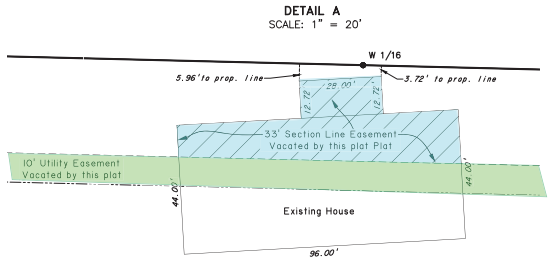 DETAIL A
SCALE: 1" = 20'
W 1/16
5.96' to prop. line
3.72' to prop. line
28.00'
12.72'
12.72'
33' Section Line Easement
Vacated by this plat Plat
10' Utility Easement
Vacated by this plat
44.00'
44.00'
Existing House
96.00'